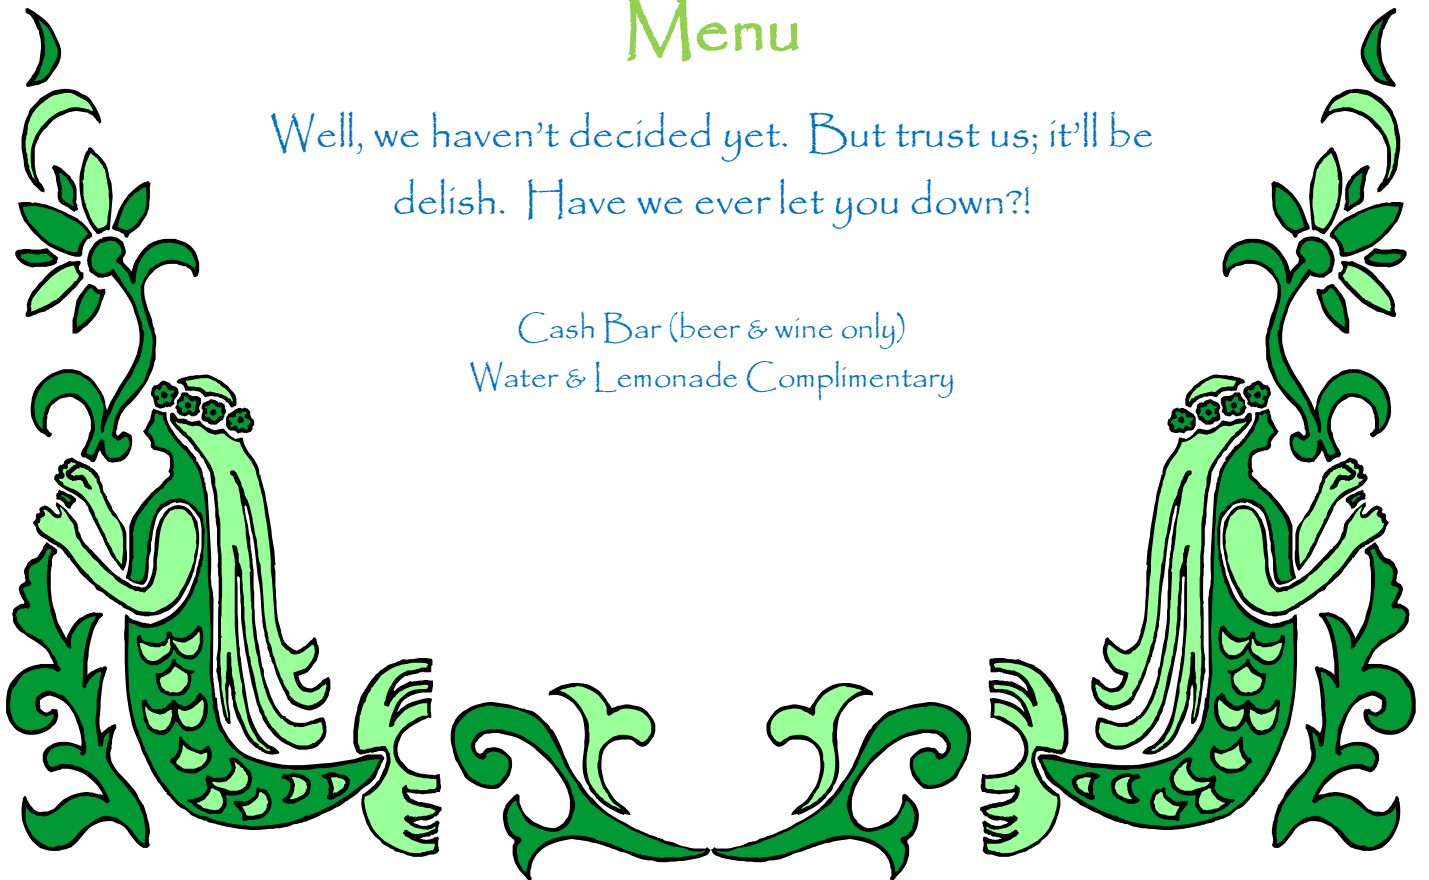 Menu
Well, we haven't decided yet.  But trust us; it'll be
delish.  Have we ever let you down?!
Cash Bar (beer & wine only)
Water & Lemonade Complimentary